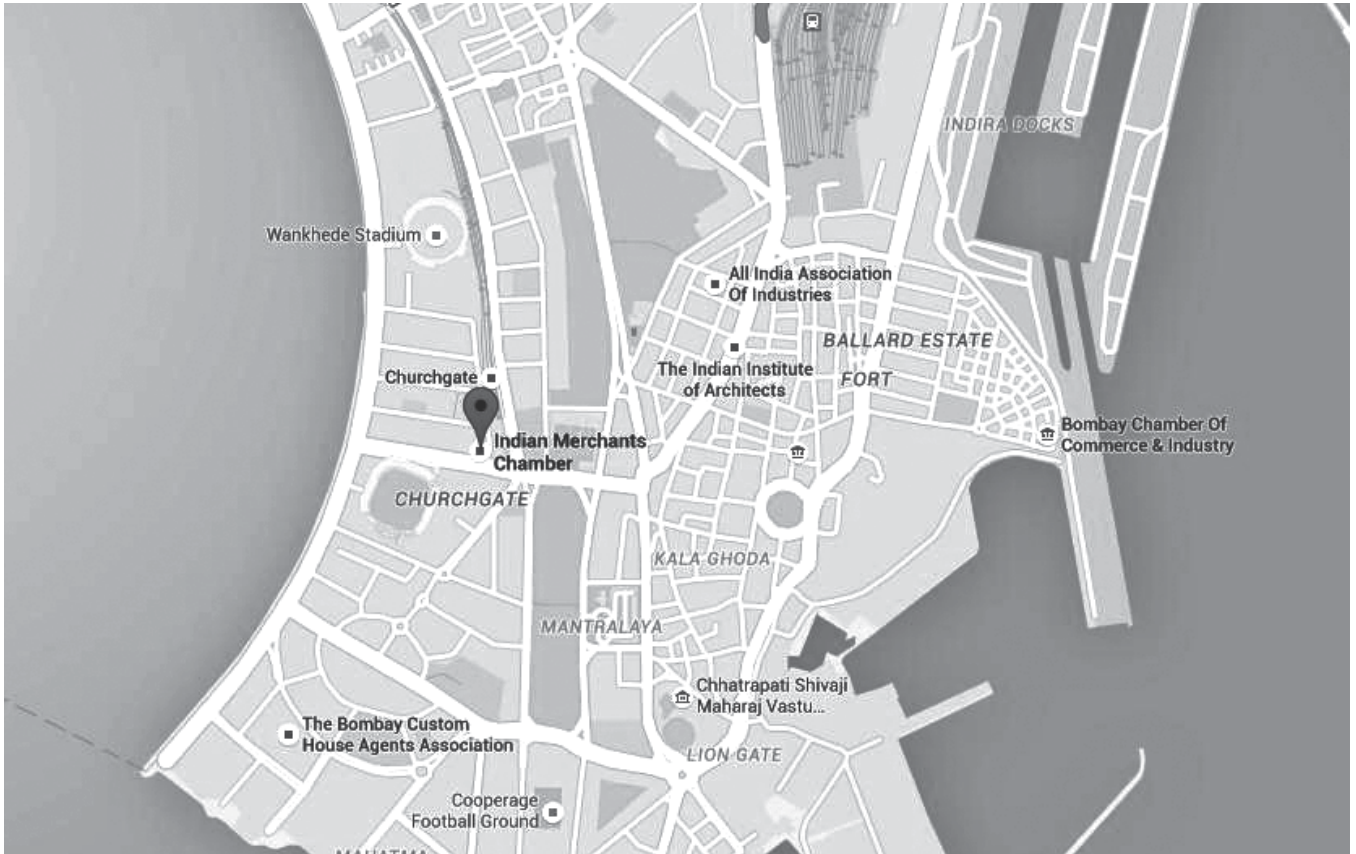 INDIRA DOCKS
Wankhede Stadium
All India Association
Of Industries
BALLARD ESTATE
The Indian Institute
of Architects
FORT
Churchgate
Bombay Chamber Of
Commerce & Industry
Indian Merchants
Chamber
CHURCHGATE
KALA GHODA
MANTRALAYA
Chhatrapati Shivaji
Maharaj Vastu...
The Bombay Custom
House Agents Association
LION GATE
Cooperage
Football Ground
MAHATMA